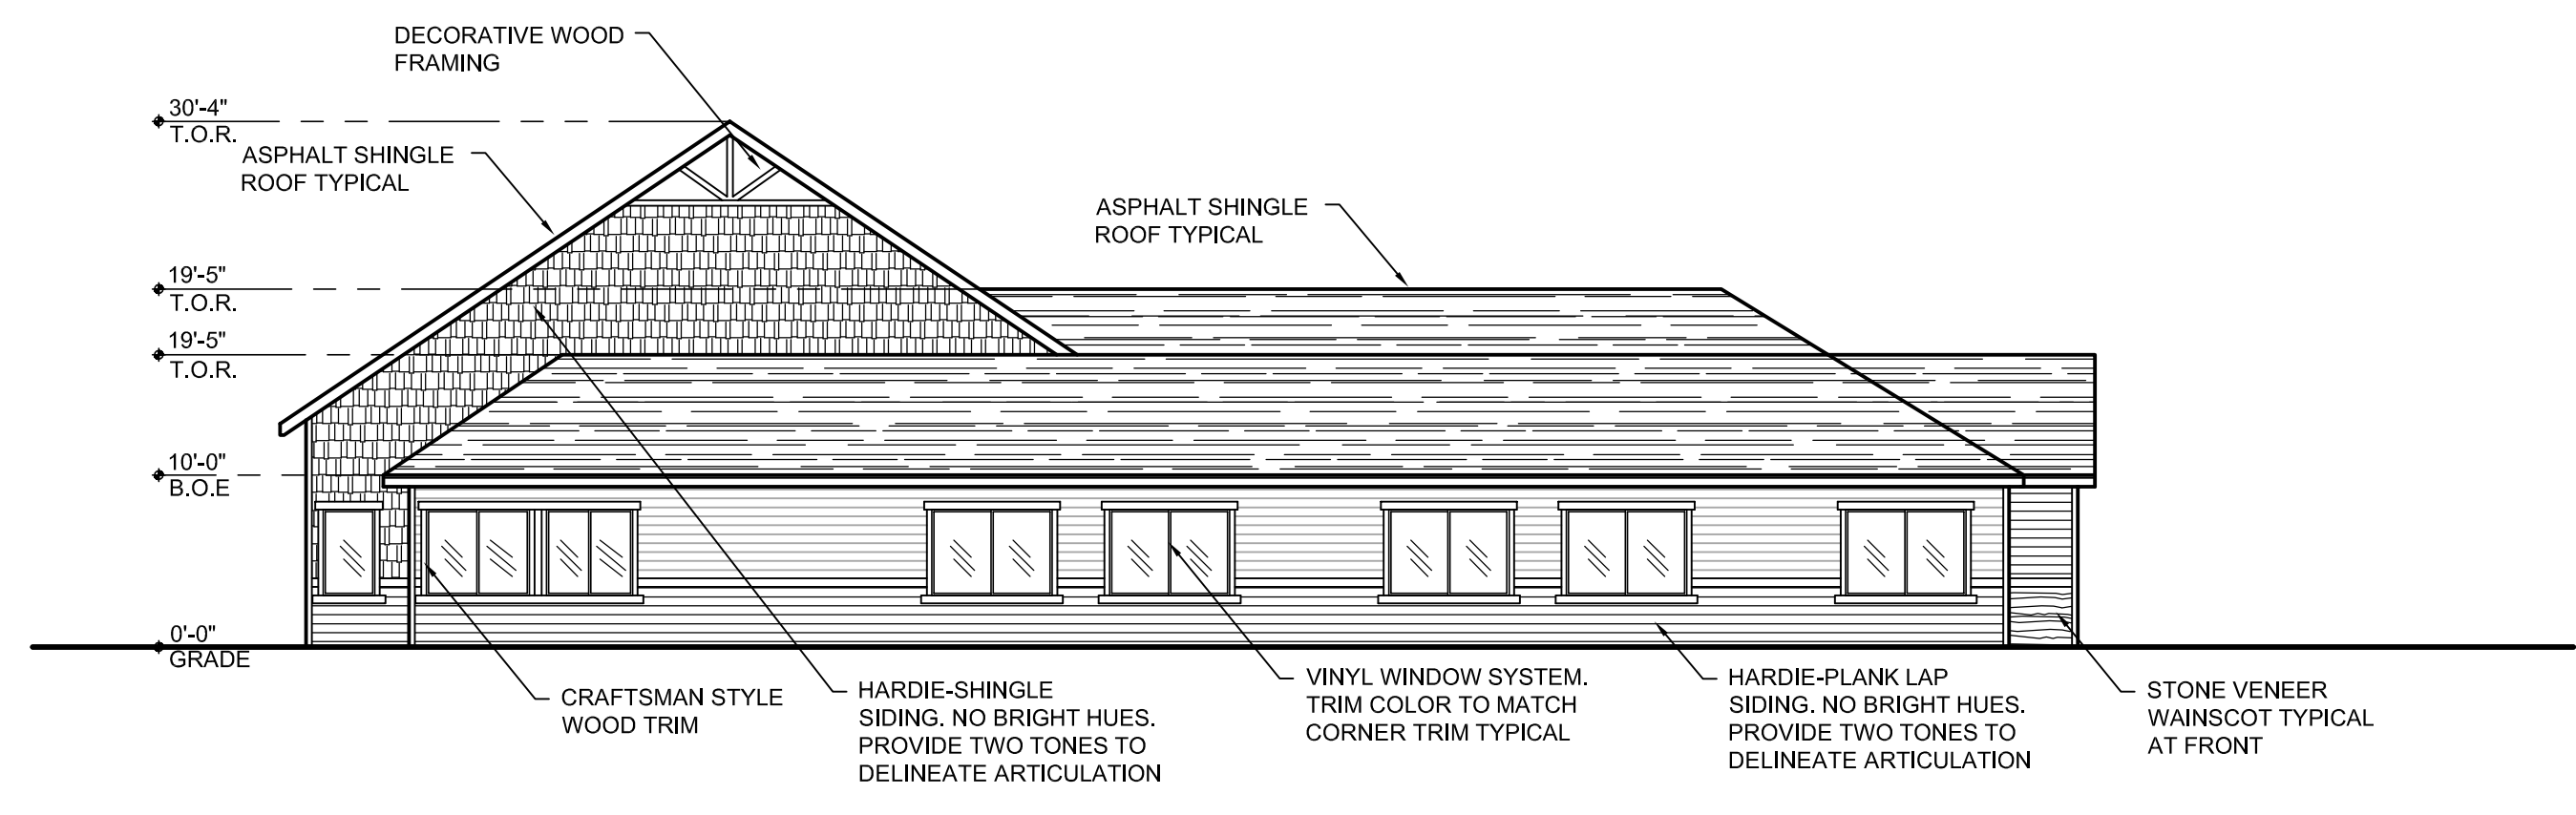 DECORATIVE WOOD
FRAMING
30'-4"
T.O.R.
ASPHALT SHINGLE
ROOF TYPICAL
ASPHALT SHINGLE
ROOF TYPICAL
19'-5"
T.O.R.
19'-5"
T.O.R.
10'-0"
B.O.E
0'-0"
GRADE
CRAFTSMAN STYLE
WOOD TRIM
HARDIE-SHINGLE
SIDING. NO BRIGHT HUES.
PROVIDE TWO TONES TO
DELINEATE ARTICULATION
VINYL WINDOW SYSTEM.
TRIM COLOR TO MATCH
CORNER TRIM TYPICAL
HARDIE-PLANK LAP
SIDING. NO BRIGHT HUES.
PROVIDE TWO TONES TO
DELINEATE ARTICULATION
STONE VENEER
WAINSCOT TYPICAL
AT FRONT